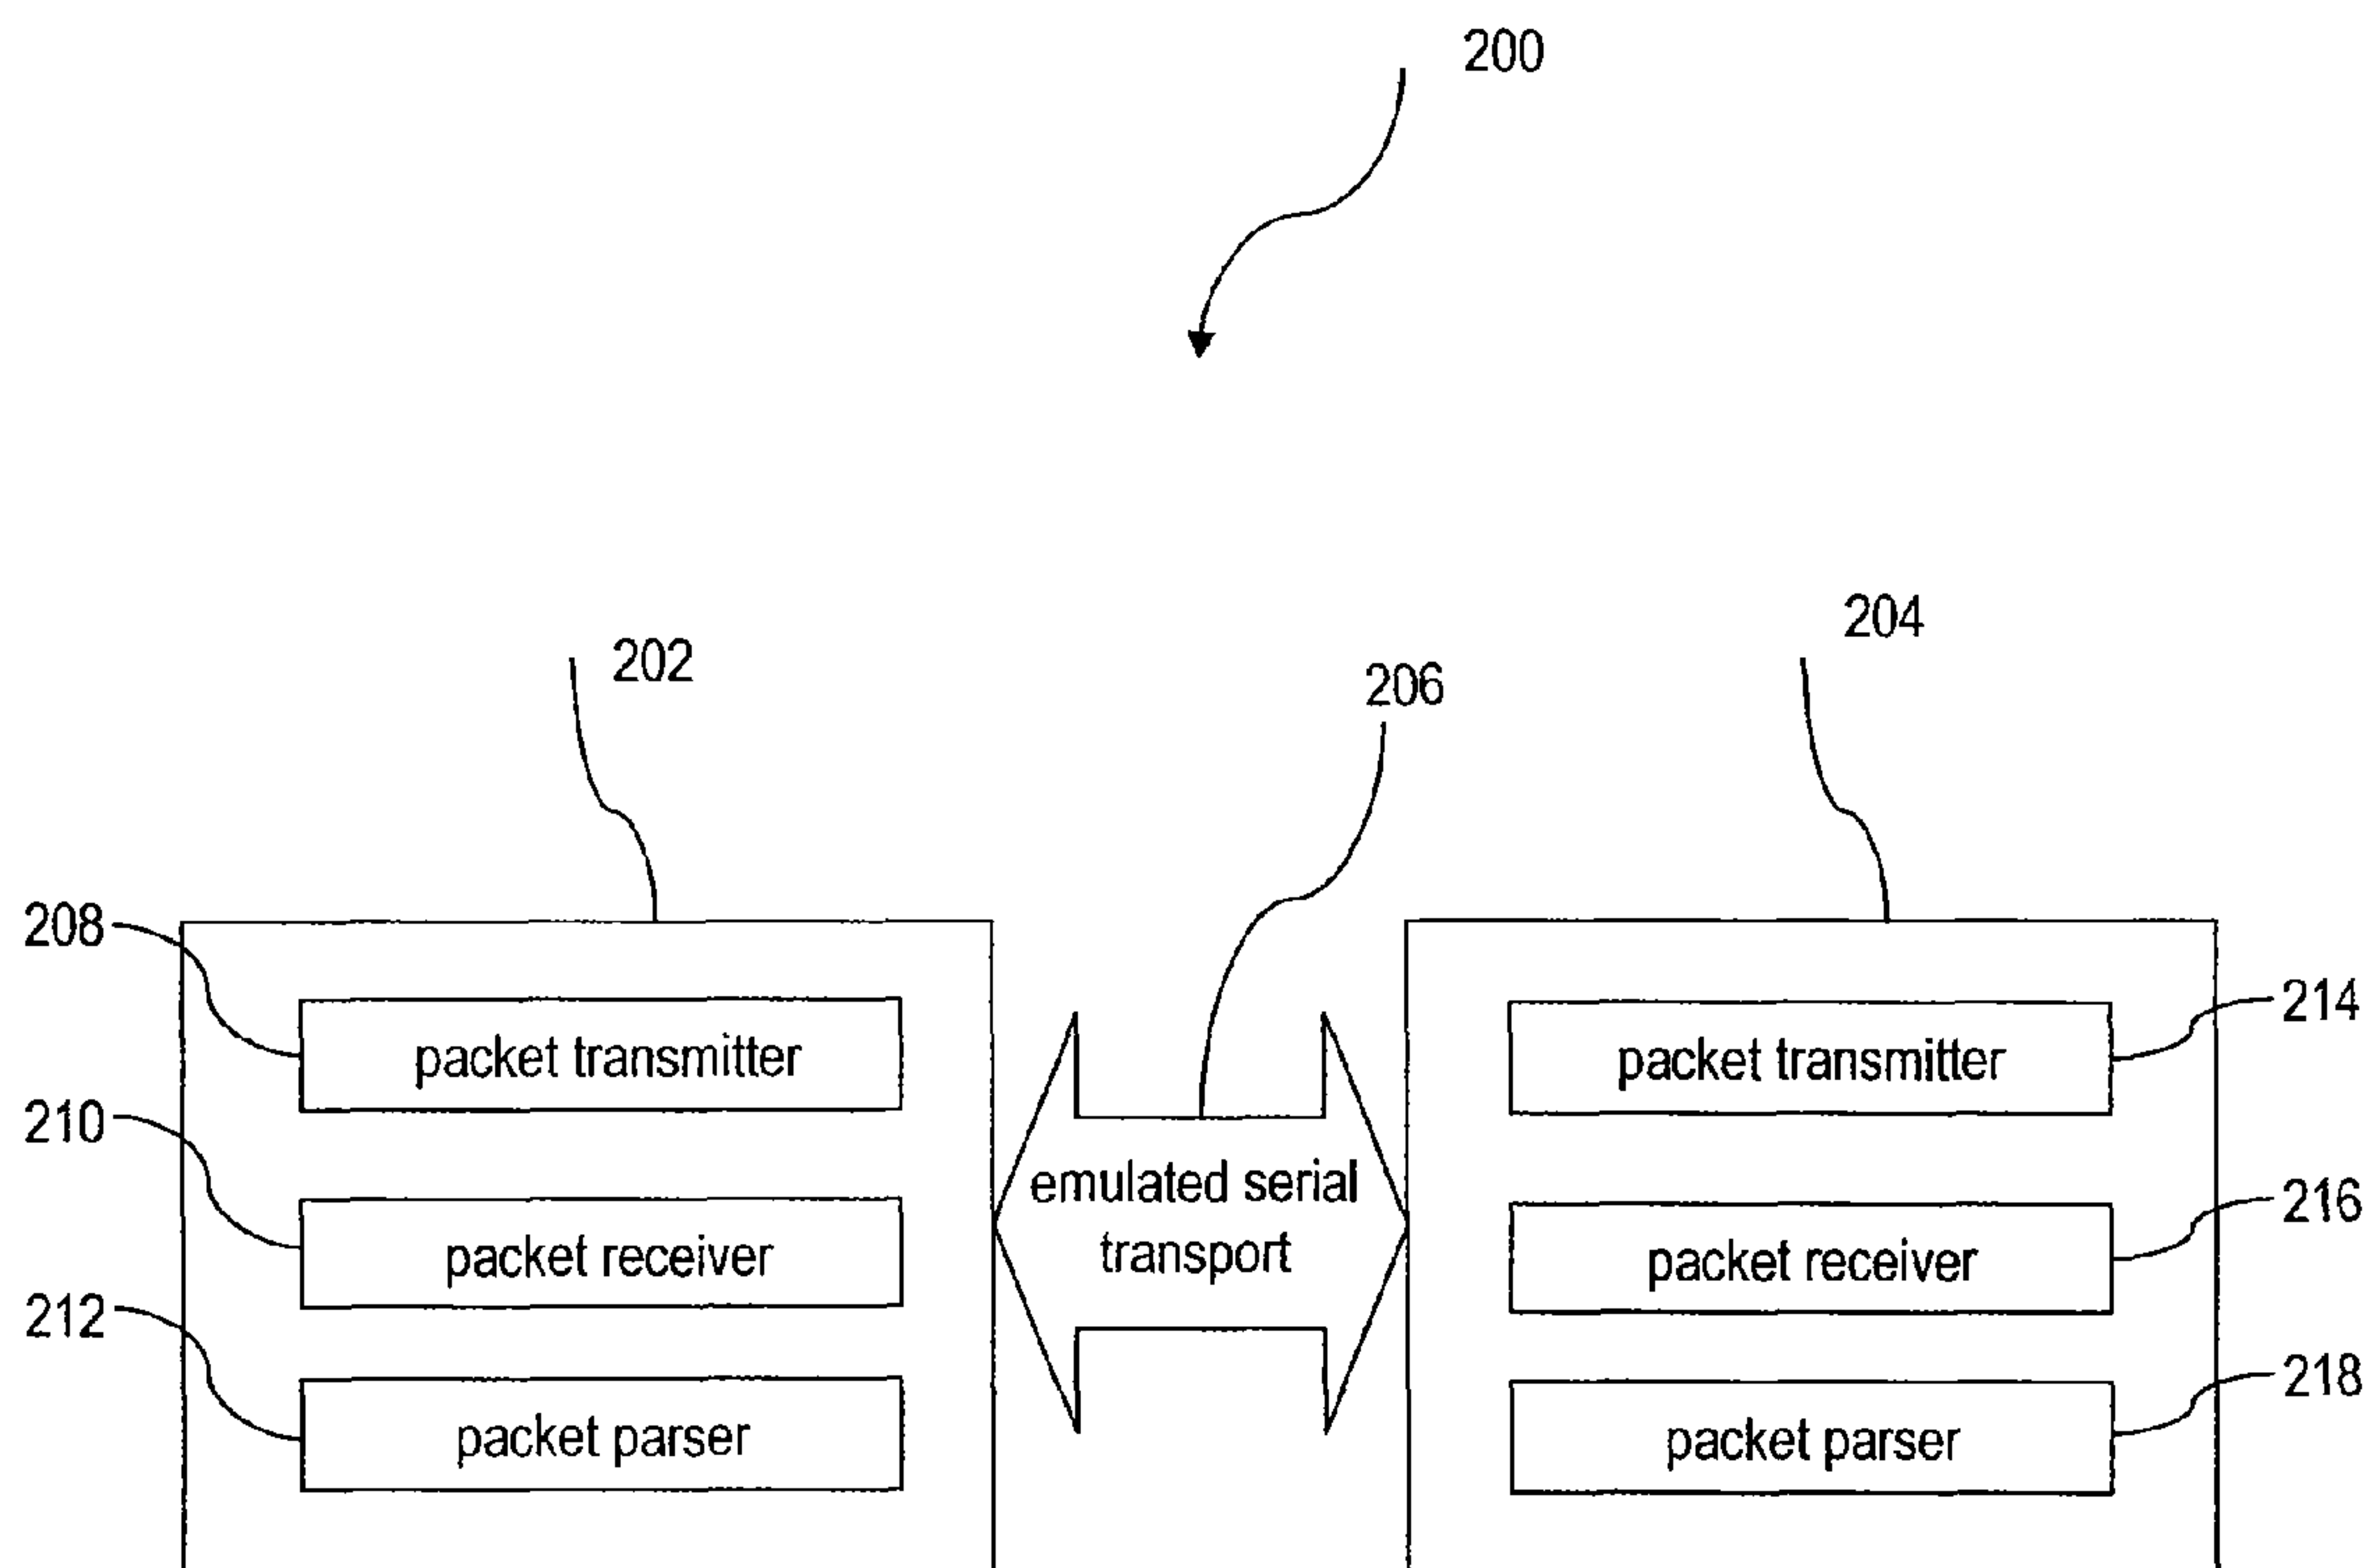 200
204
202
206
208
packet transmitter
packet transmitter
214
210
emulated serial
transport
packet receiver
packet receiver
216
212
packet parser
packet parser
218